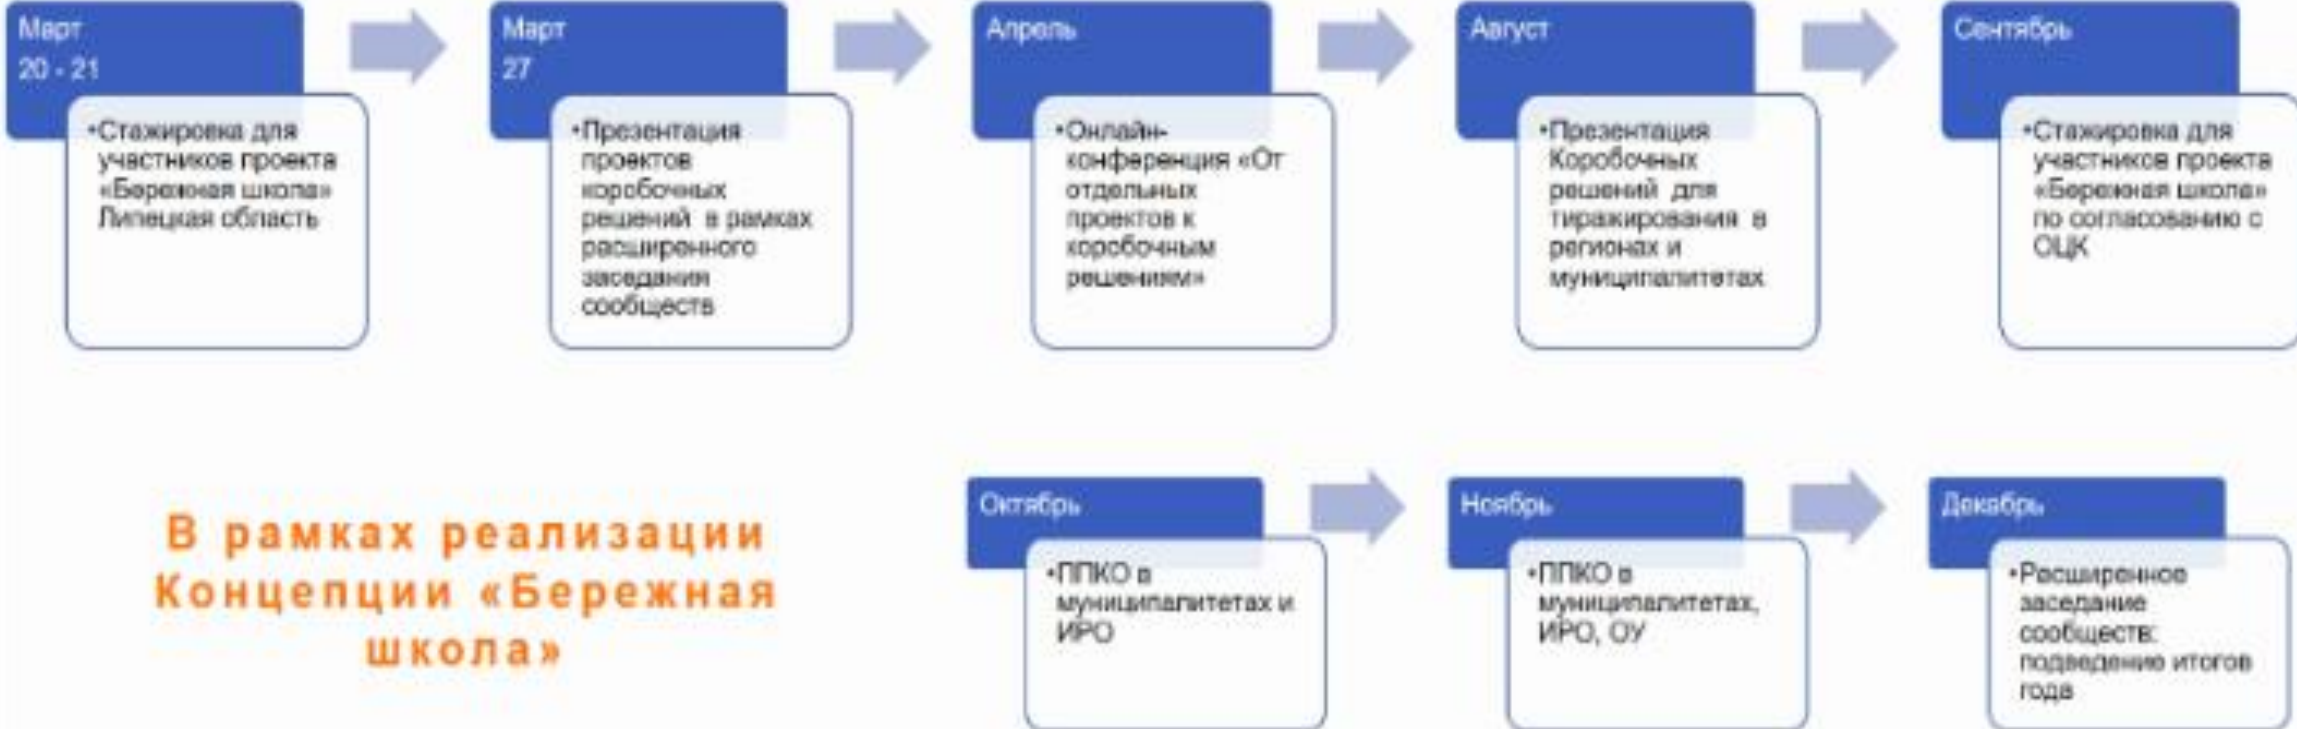 Март
20 - 21
•Стажировка для
участников проекта
«Бережная школа»
Липецкая область
Март
27
•Презентация
проектов
коробочных
решений в рамках
расширенного
заседания
сообществ
Апрель
•Онлайн-
конференция «От
отдельных
проектов к
коробочным
решениям»
Август
•Презентация
Коробочных
решений для
тиражирования в
регионах и
муниципалитетах
Сентябрь
•Стажировка для
участников проекта
«Бережная школа»
по согласованию с
ОЦК
В рамках реализации
Концепции «Бережная
школа»
Октябрь
•ППКО в
муниципалитетах и
ИРО
Ноябрь
•ППКО в
муниципалитетах,
ИРО, ОУ
Декабрь
•Расширенное
заседание
сообществ:
подведение итогов
года